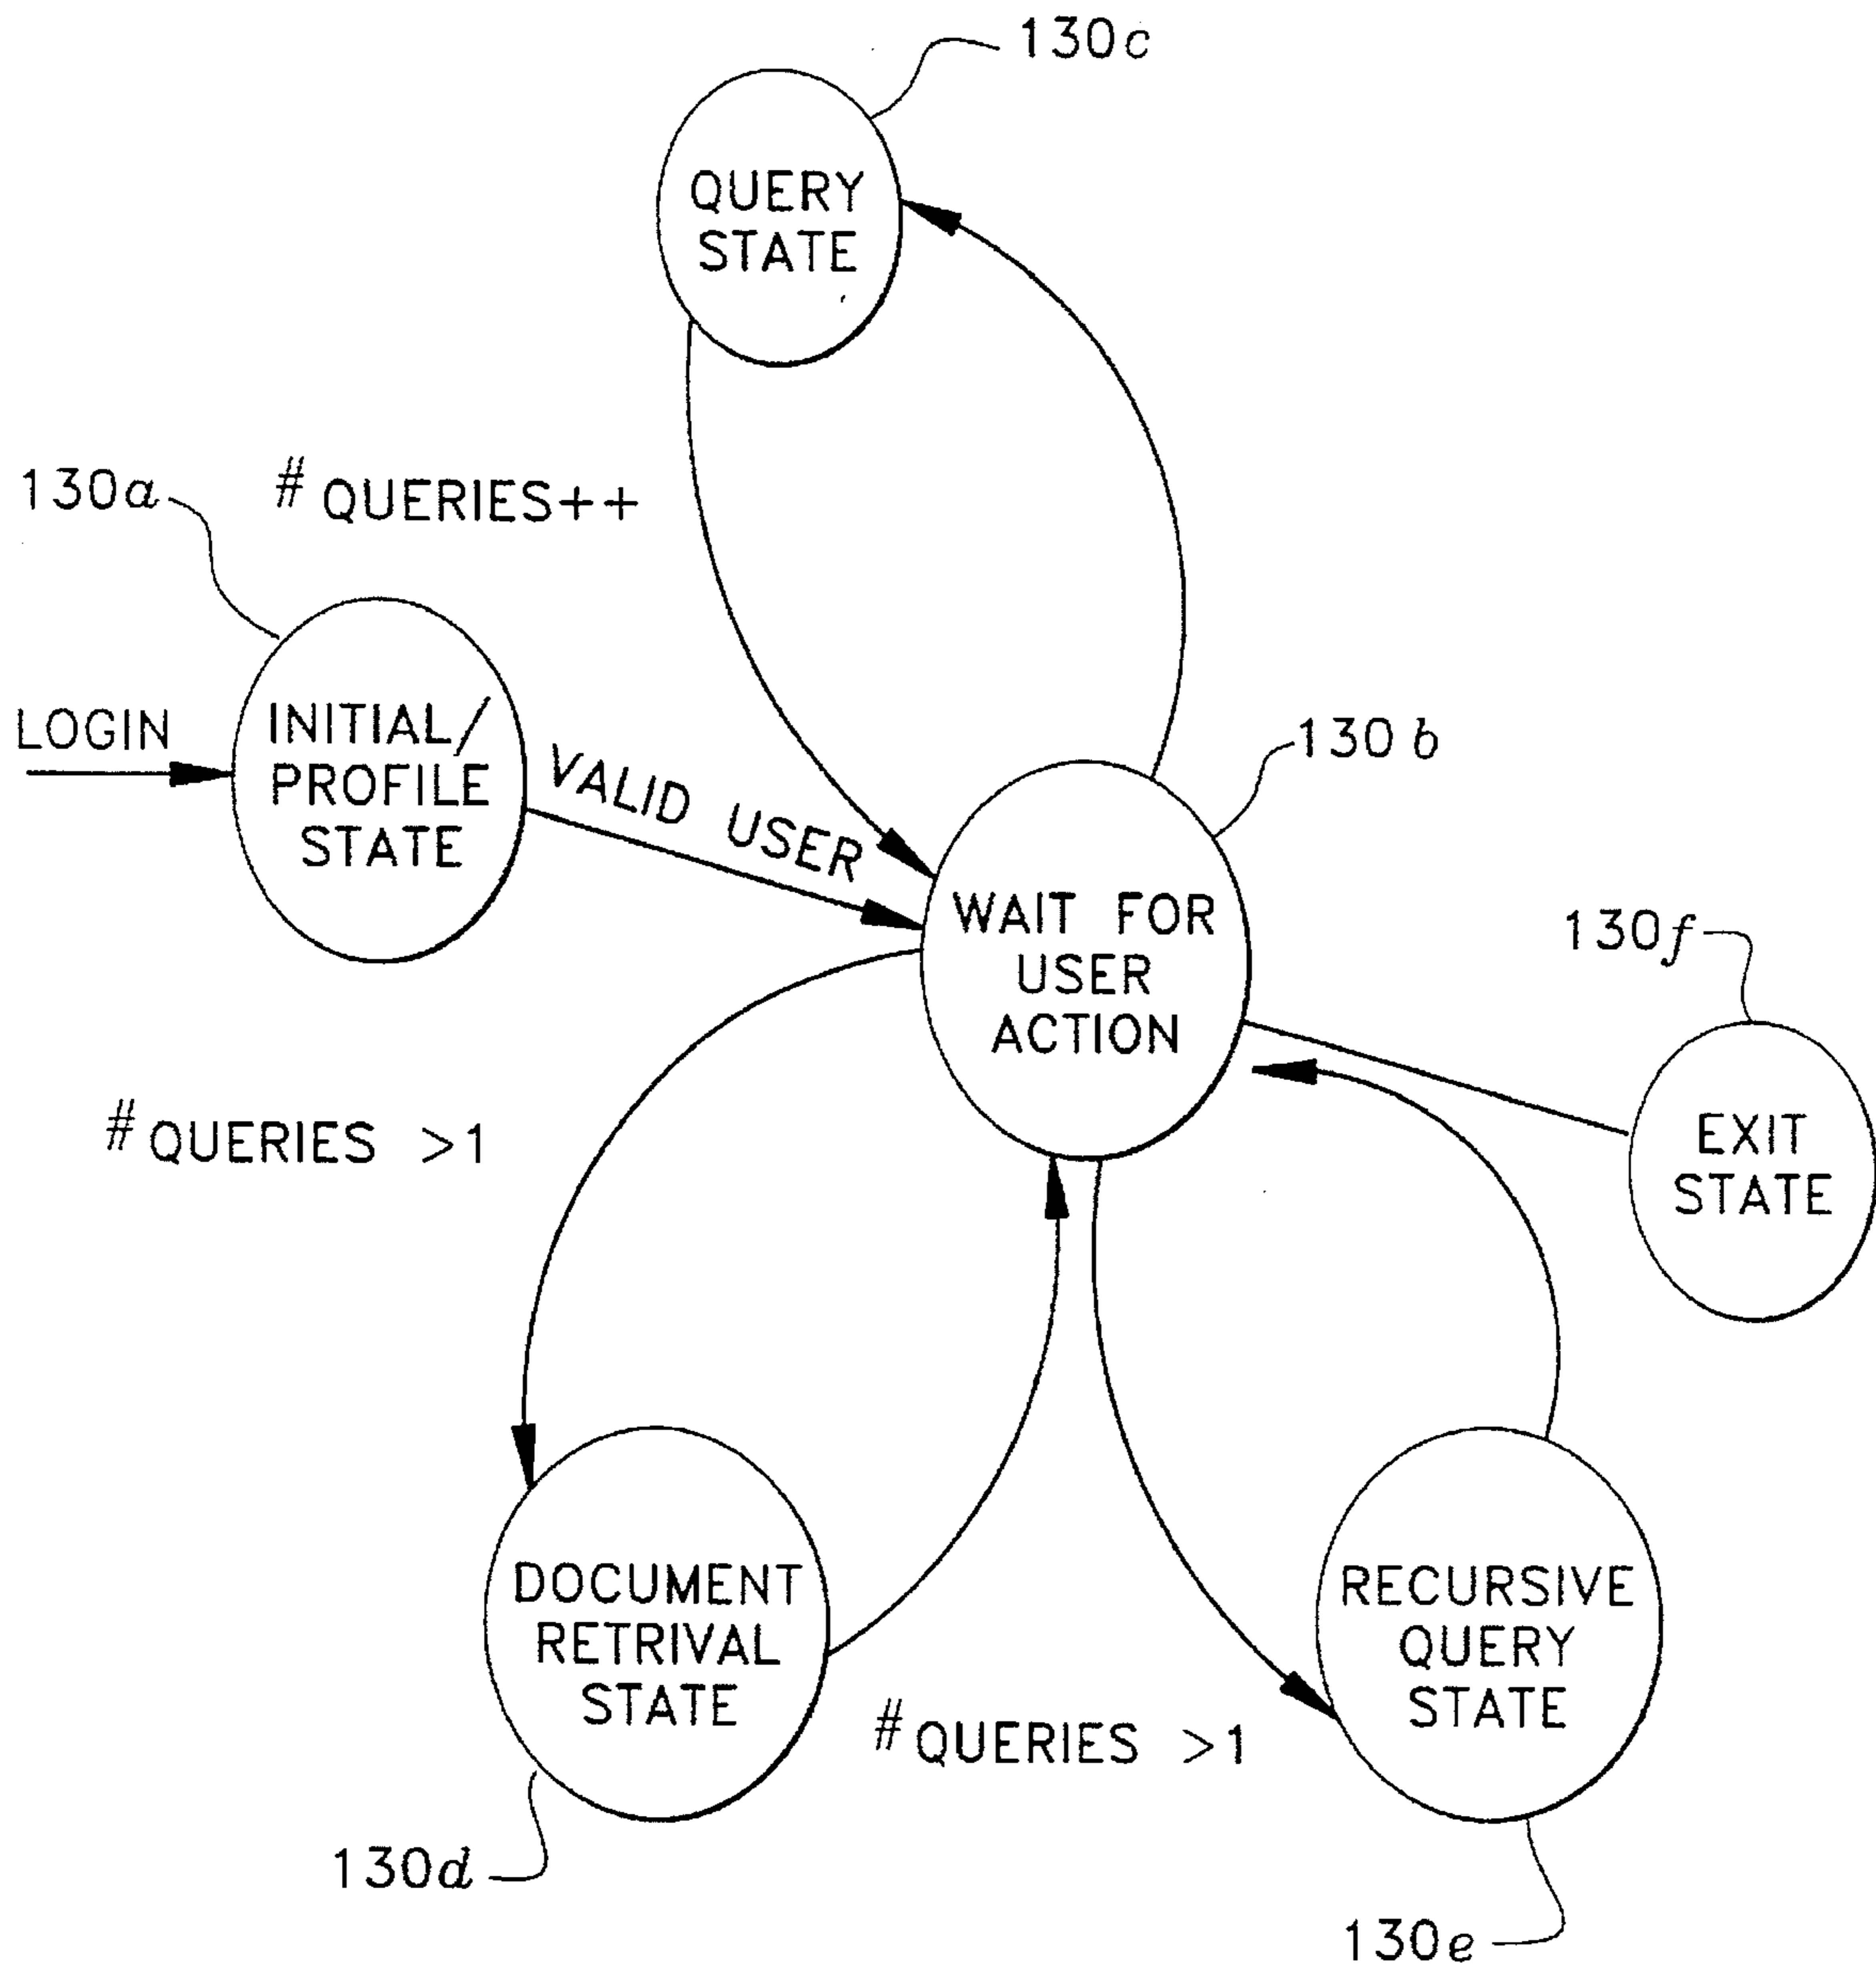 130c
QUERY
STATE
130a
# QUERIES++
LOGIN
INITIAL/
PROFILE
STATE
VALID USER
130b
WAIT FOR
USER
ACTION
130f
EXIT
STATE
# QUERIES >1
DOCUMENT
RETRIVAL
STATE
# QUERIES >1
RECURSIVE
QUERY
STATE
130d
130e